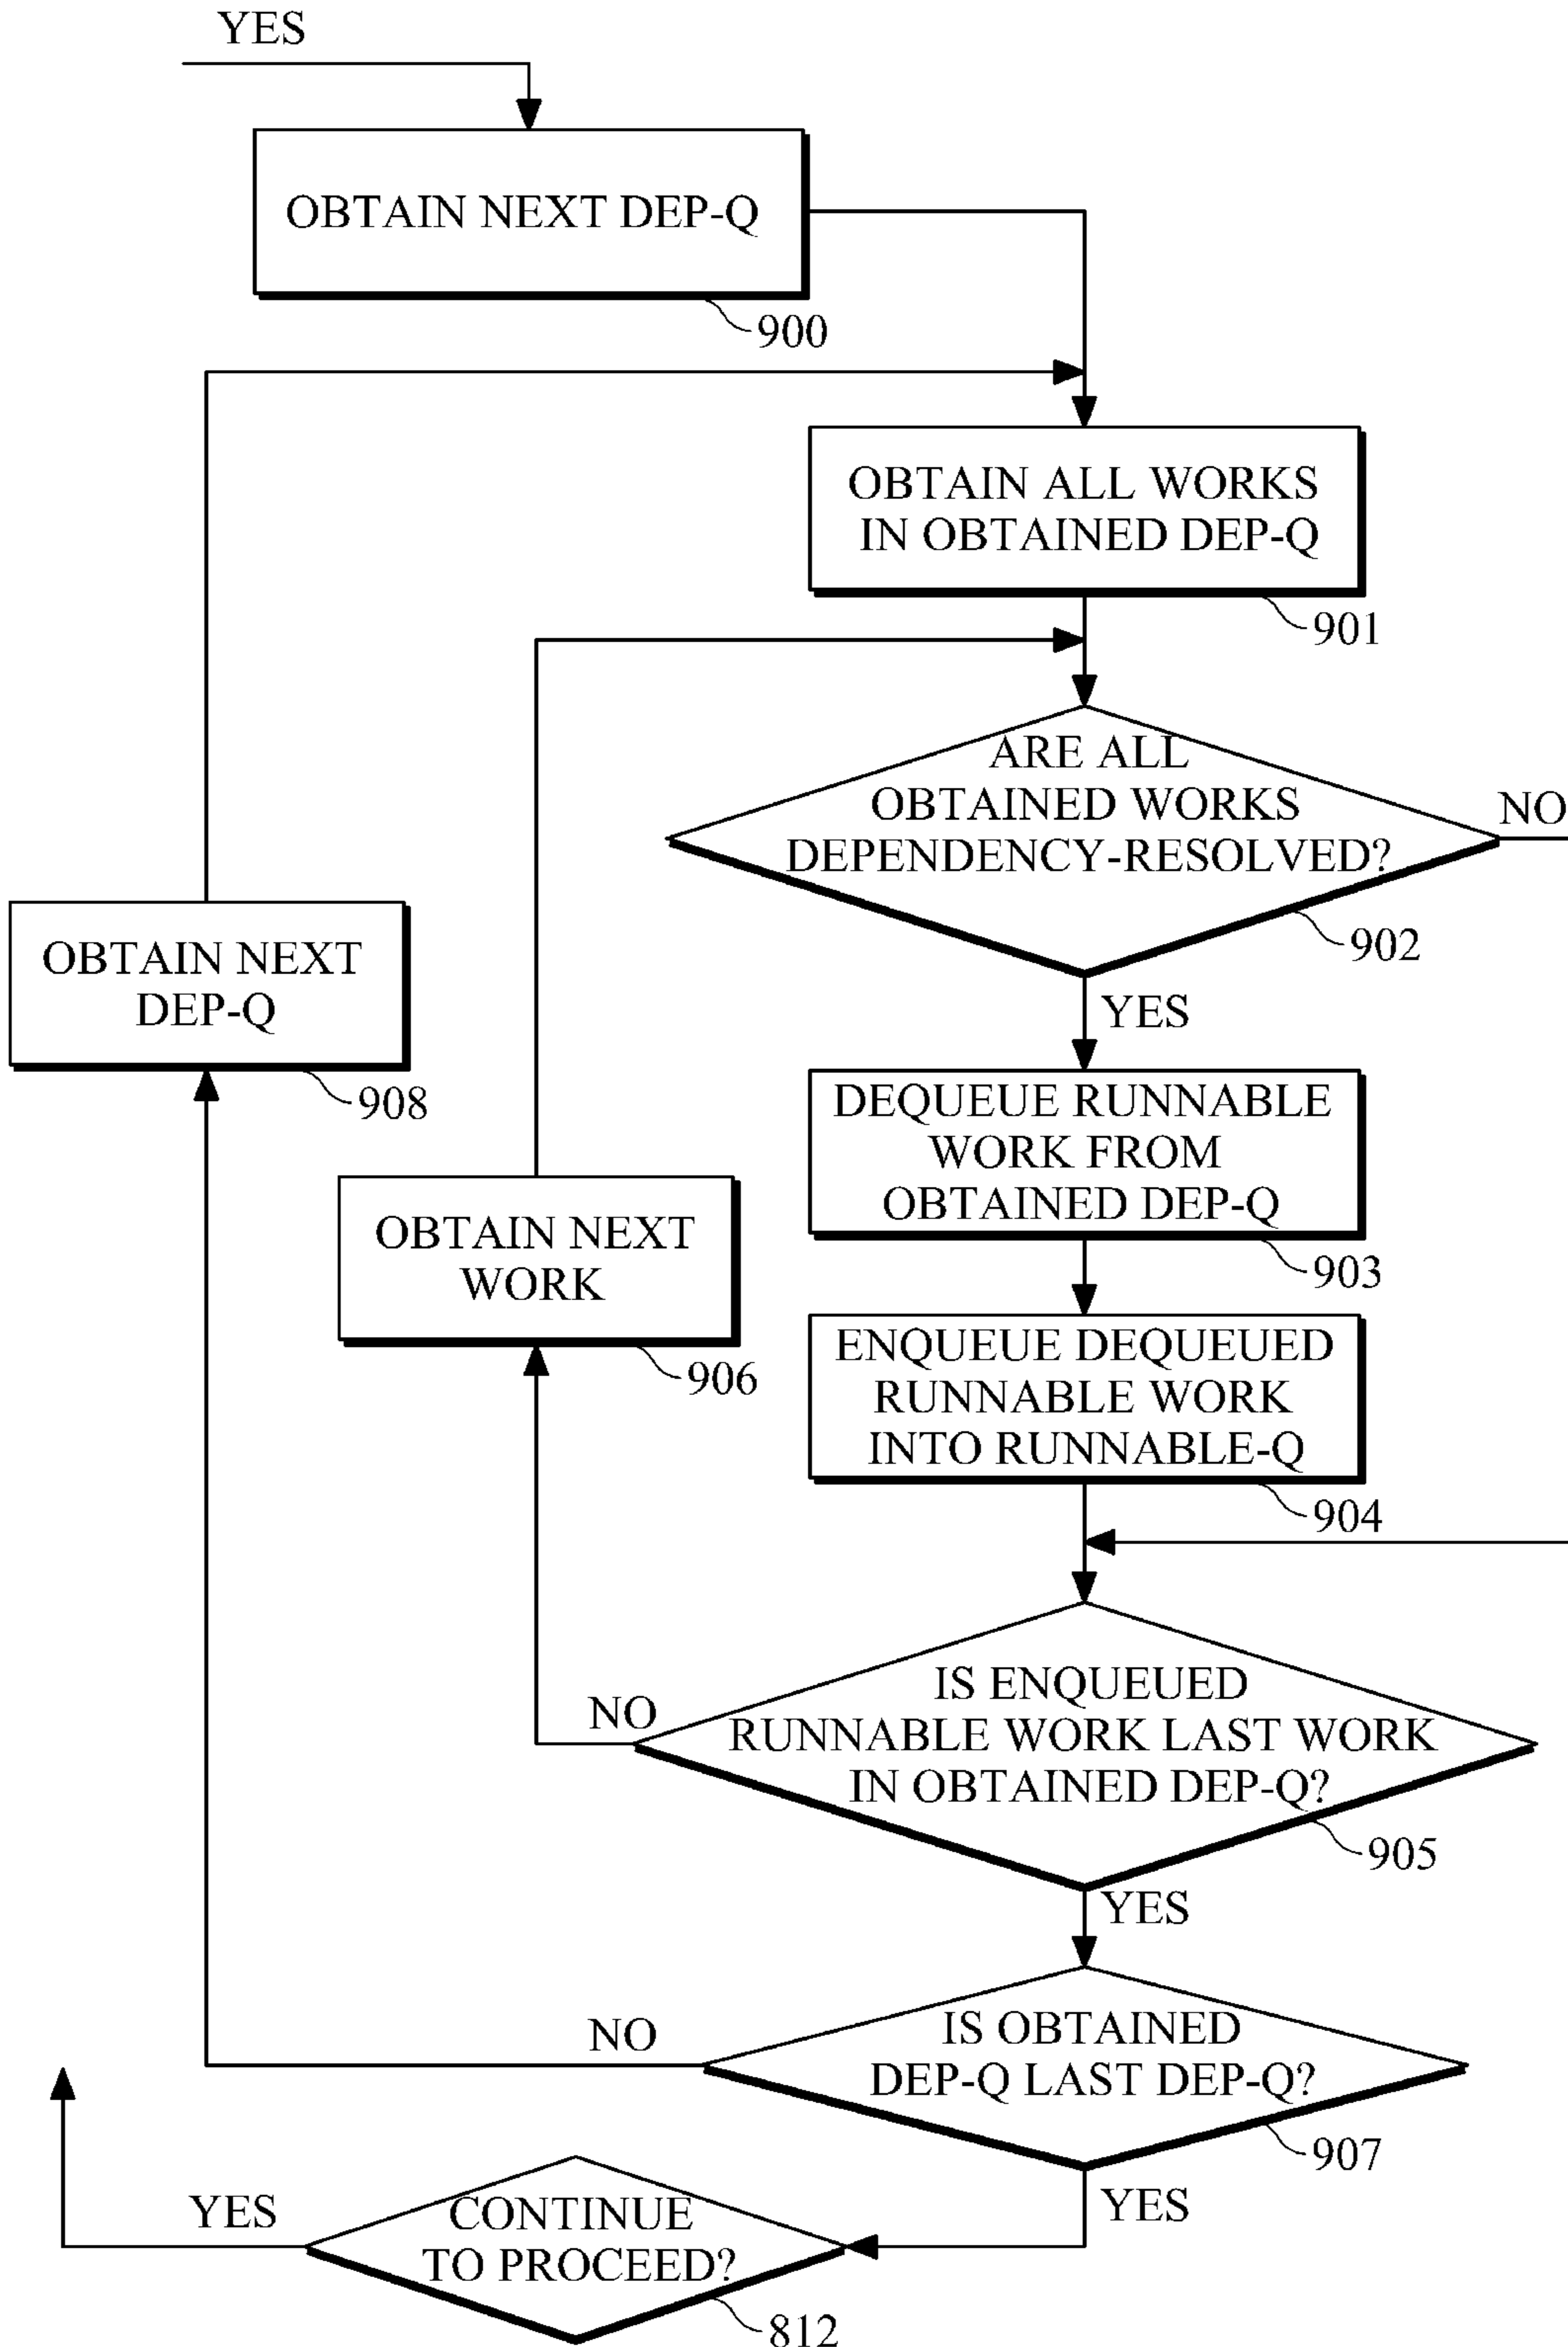 YES
OBTAIN NEXT DEP-Q
900
OBTAIN ALL WORKS
IN OBTAINED DEP-Q
901
ARE ALL
OBTAINED WORKS
DEPENDENCY-RESOLVED?
NO
902
YES
OBTAIN NEXT
DEP-Q
908
DEQUEUE RUNNABLE
WORK FROM
OBTAINED DEP-Q
903
OBTAIN NEXT
WORK
906
ENQUEUE DEQUEUED
RUNNABLE WORK
INTO RUNNABLE-Q
904
IS ENQUEUED
RUNNABLE WORK LAST WORK
IN OBTAINED DEP-Q?
NO
905
YES
IS OBTAINED
DEP-Q LAST DEP-Q?
NO
907
YES
CONTINUE
TO PROCEED?
YES
812